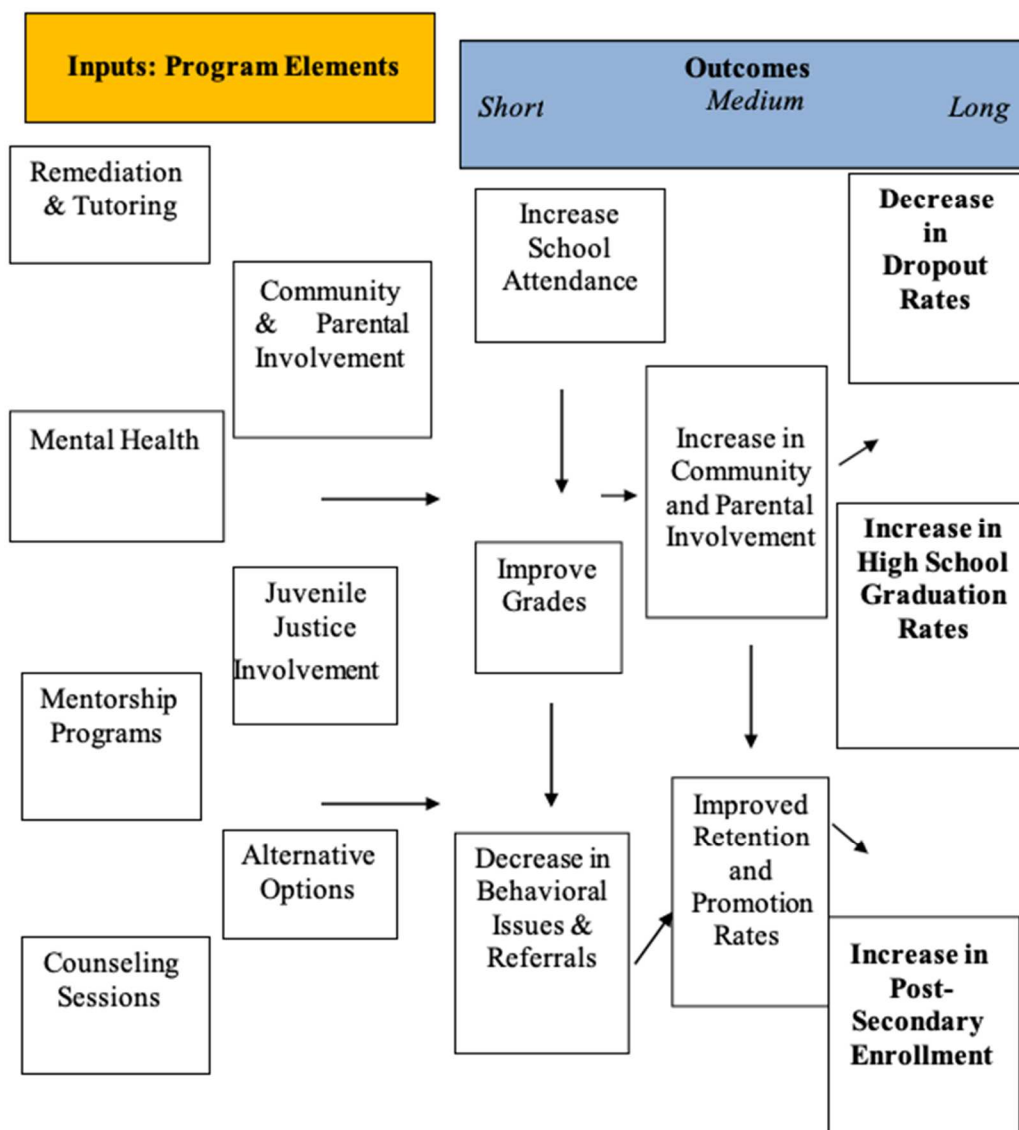 Inputs: Program Elements
Outcomes
Short Medium Long
Remediation
& Tutoring
Community
& Parental
Involvement
Mental Health
Juvenile
Justice
Involvement
Mentorship
Programs
Alternative
Options
Counseling
Sessions
Increase
School
Attendance
Improve
Grades
Decrease in
Behavioral
Issues &
Referrals
Increase in
Community
and Parental
Involvement
Improved
Retention
and
Promotion
Rates
Decrease
in
Dropout
Rates
Increase in
High School
Graduation
Rates
Increase in
Post-
Secondary
Enrollment